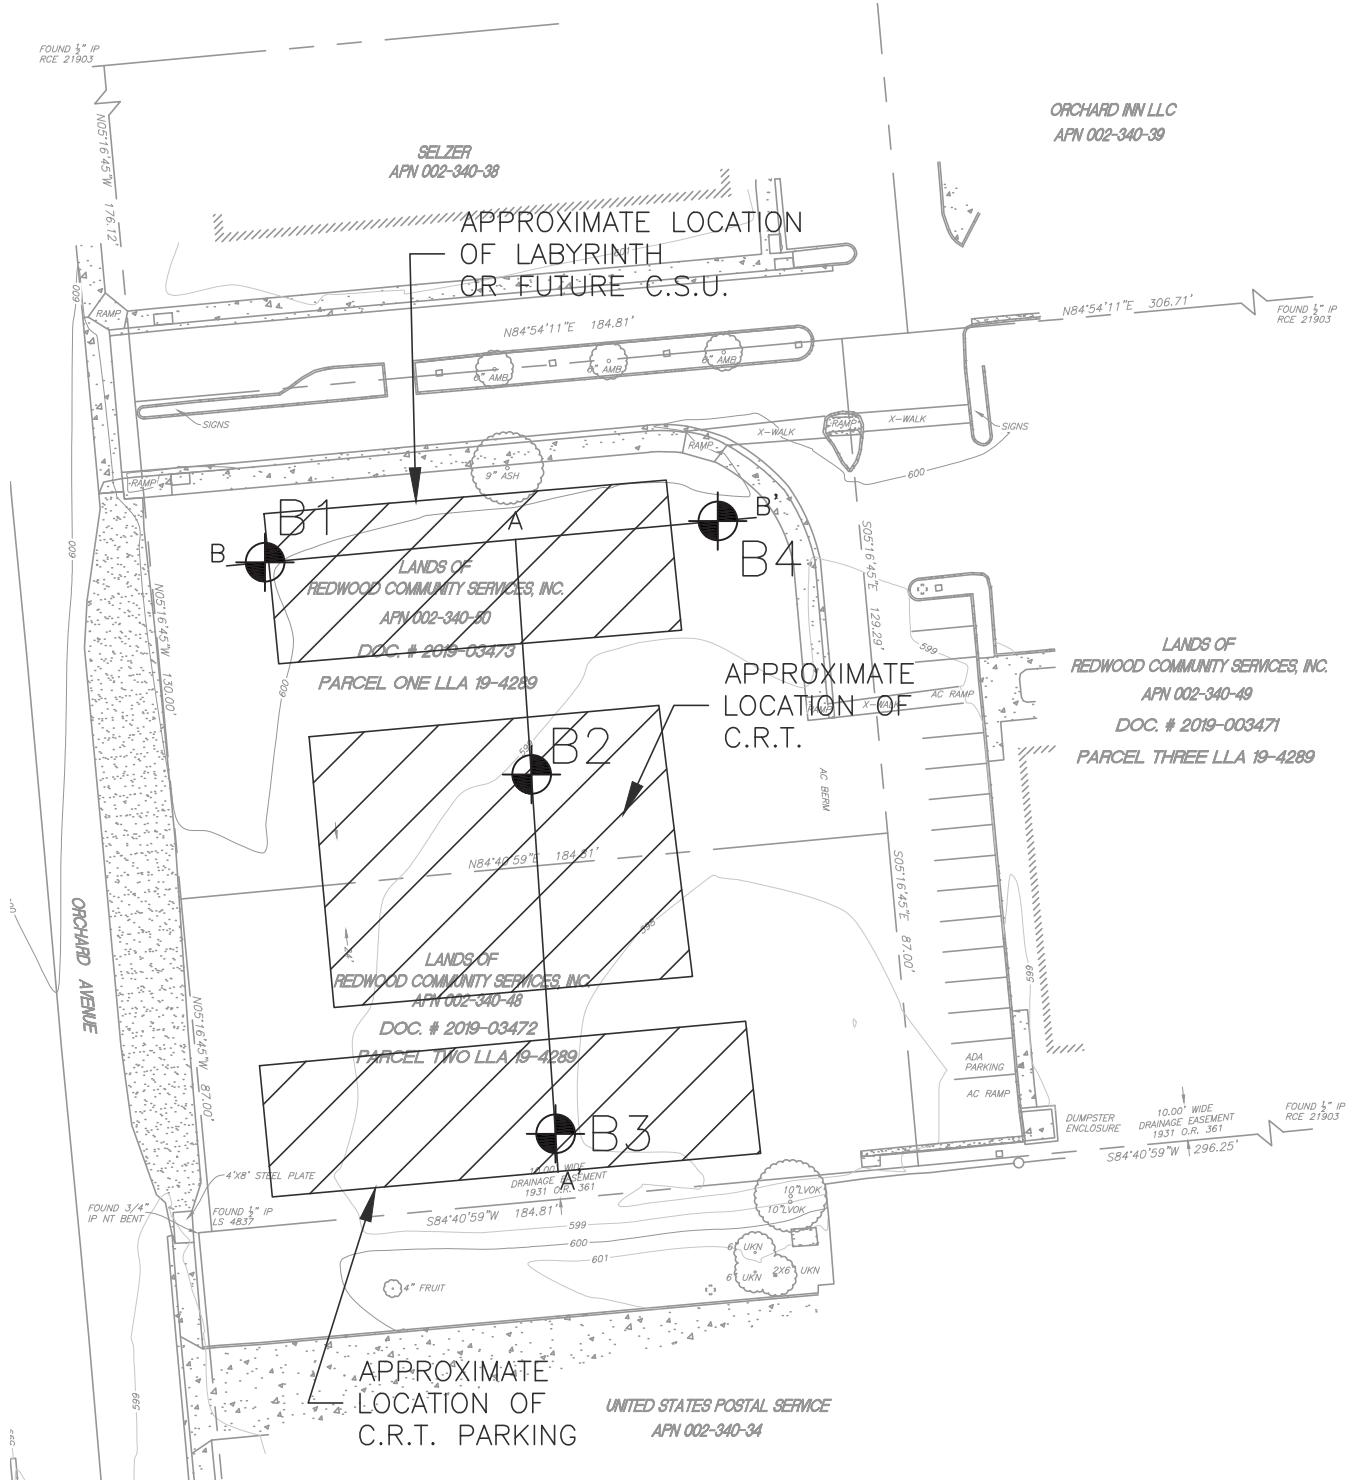 FOUND ½" IP
RCE 21903
N05°16'45"W 176.12'
ORCHARD INN LLC
APN 002-340-39
SELZER
APN 002-340-38
APPROXIMATE LOCATION
OF LABYRINTH
OR FUTURE C.S.U.
601
600
RAMP
N84°54'11"E 184.81'
N84°54'11"E 306.71'
FOUND ½" IP
RCE 21903
6" AMB
6" AMB
6" AMB
SIGNS
X-WALK
RAMP
X-WALK
SIGNS
RAMP
600
RAMP
9" ASH
B1
B
A
B'
B4
600
LANDS OF
REDWOOD COMMUNITY SERVICES, INC.
APN 002-340-50
DOC. # 2019-03473
PARCEL ONE LLA 19-4289
N05°16'45"W 130.00'
600
S05°16'45"E 129.29'
599
APPROXIMATE
LOCATION OF
C.R.T.
RAMP
X-WALK
AC RAMP
LANDS OF
REDWOOD COMMUNITY SERVICES, INC.
APN 002-340-49
DOC. # 2019-003471
PARCEL THREE LLA 19-4289
B2
AC BERM
N84°40'59"E 184.81'
S05°16'45"E 87.00'
ORCHARD AVENUE
598
LANDS OF
REDWOOD COMMUNITY SERVICES, INC.
APN 002-340-48
DOC. # 2019-03472
PARCEL TWO LLA 19-4289
N05°16'45"W 87.00'
599
ADA
PARKING
AC RAMP
B3
DUMPSTER
ENCLOSURE
10.00' WIDE
DRAINAGE EASEMENT
1931 O.R. 361
FOUND ½" IP
RCE 21903
S84°40'59"W 296.25'
4'X8' STEEL PLATE
10.00' WIDE
DRAINAGE EASEMENT
1931 O.R. 361
A'
FOUND 3/4"
IP NT BENT
FOUND ½" IP
LS 4837
S84°40'59"W 184.81'
10"LVOK
10"LVOK
599
600
601
6" UKN
6" UKN
2X6" UKN
4" FRUIT
APPROXIMATE
LOCATION OF
C.R.T. PARKING
599
UNITED STATES POSTAL SERVICE
APN 002-340-34